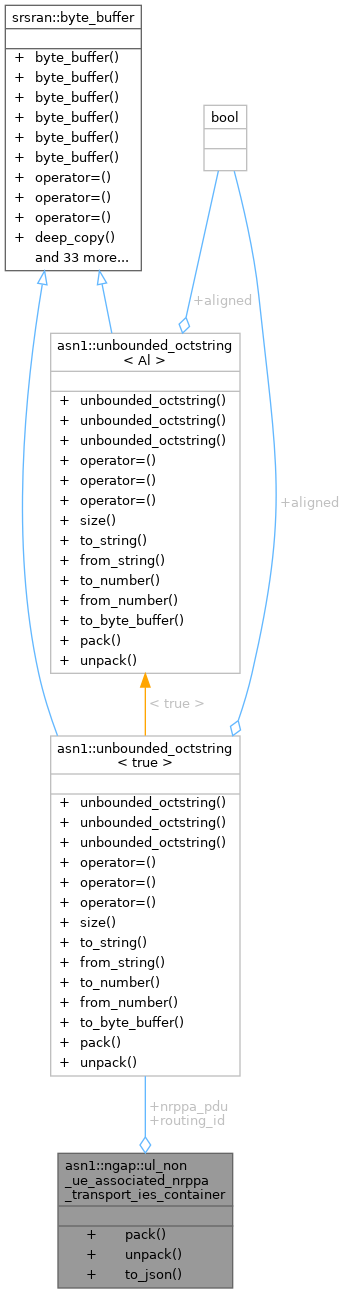 srsran::byte_buffer
+ byte_buffer()
+ byte_buffer()
+ byte_buffer()
+ byte_buffer()
+ byte_buffer()
+ byte_buffer()
+ operator=()
+ operator=()
+ operator=()
+ deep_copy()
and 33 more...
bool
+aligned
asn1::unbounded_octstring
< Al >
+ unbounded_octstring()
+ unbounded_octstring()
+ unbounded_octstring()
+ operator=()
+ operator=()
+ operator=()
+ size()
+ to_string()
+ from_string()
+ to_number()
+ from_number()
+ to_byte_buffer()
+ pack()
+ unpack()
+aligned
< true >
asn1::unbounded_octstring
< true >
+ unbounded_octstring()
+ unbounded_octstring()
+ unbounded_octstring()
+ operator=()
+ operator=()
+ operator=()
+ size()
+ to_string()
+ from_string()
+ to_number()
+ from_number()
+ to_byte_buffer()
+ pack()
+ unpack()
+nrppa_pdu
+routing_id
asn1::ngap::ul_non
_ue_associated_nrppa
_transport_ies_container
+ pack()
+ unpack()
+ to_json()